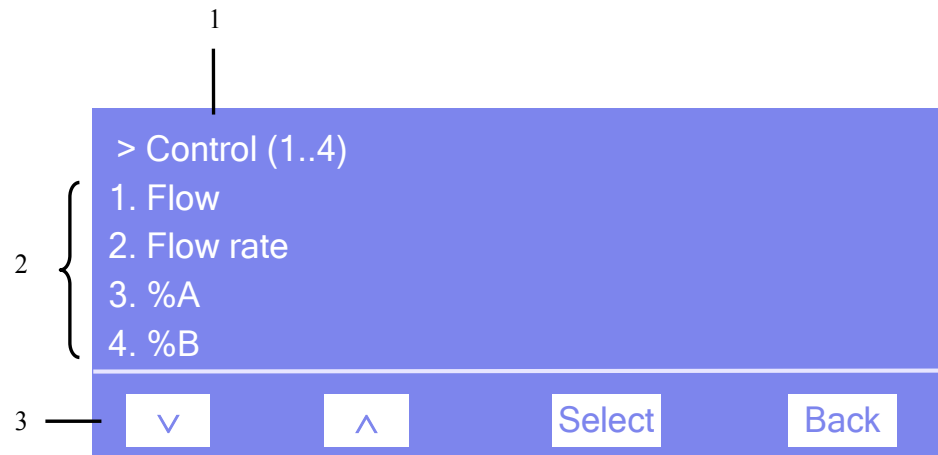 1
> Control (1..4)
1. Flow
2. Flow rate
2
3. %A
4. %B
3 ∨ ∧ Select Back